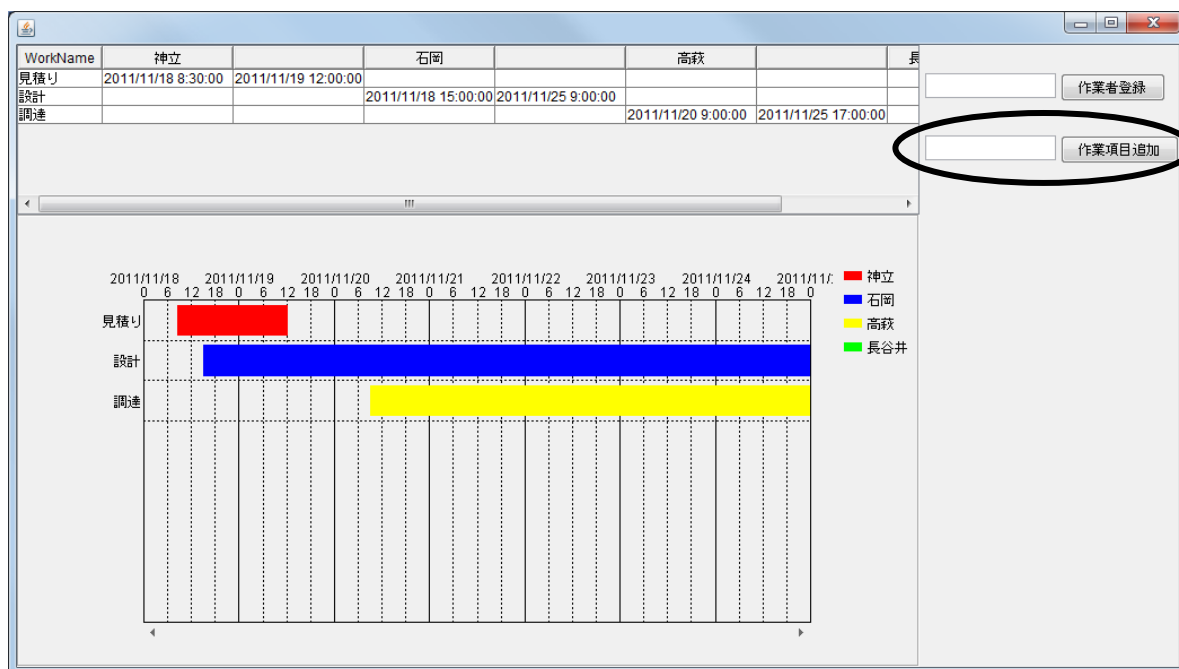 WorkName 神立 石岡 高萩
見積り 2011/11/18 8:30:00 2011/11/19 12:00:00
設計 2011/11/18 15:00:00 2011/11/25 9:00:00
調達 2011/11/20 9:00:00 2011/11/25 17:00:00
作業者登録
作業項目追加
2011/11/18 2011/11/19 2011/11/20 2011/11/21 2011/11/22 2011/11/23 2011/11/24 2011/11/
0 6 12 18 0 6 12 18 0 6 12 18 0 6 12 18 0 6 12 18 0 6 12 18 0 6 12 18 0
見積り
設計
調達
神立
石岡
高萩
長谷井